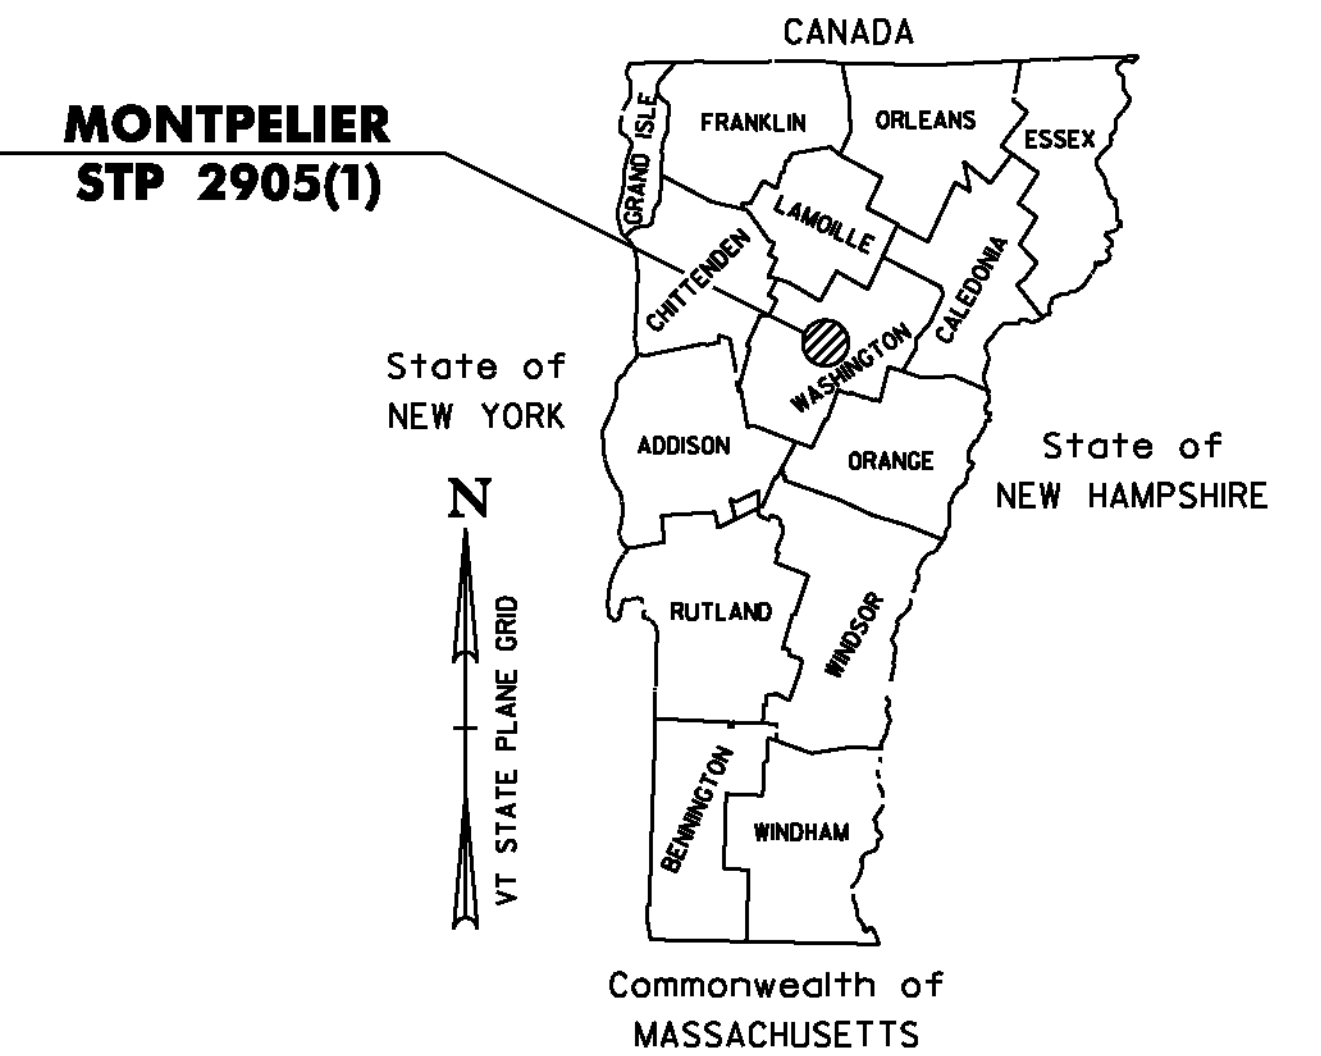 CANADA
MONTPELIER
STP 2905(1)
GRAND ISLE
FRANKLIN
ORLEANS
ESSEX
LAMOILLE
CHITTENDEN
CALEDONIA
WASHINGTON
State of
NEW YORK
ADDISON
ORANGE
State of
NEW HAMPSHIRE
N
VT STATE PLANE GRID
RUTLAND
WINDSOR
BENNINGTON
WINDHAM
Commonwealth of
MASSACHUSETTS